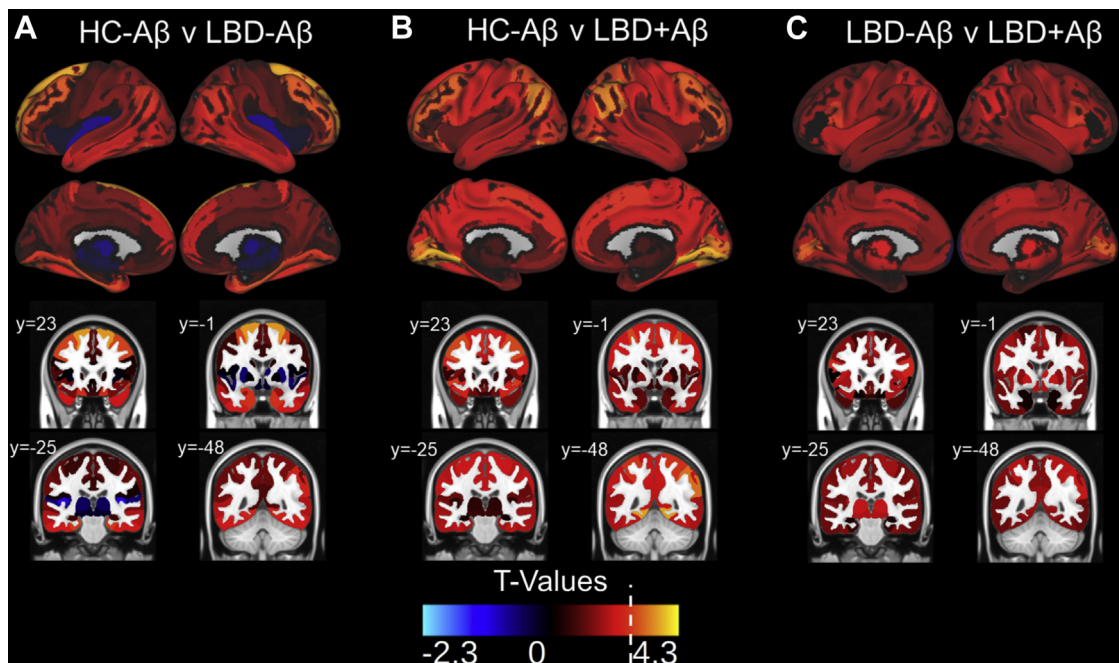 A HC-Aβ v LBD-Aβ
B HC-Aβ v LBD+Aβ
C LBD-Aβ v LBD+Aβ
y=23 y=-1
y=23 y=-1
y=23 y=-1
y=-25 y=-48
y=-25 y=-48
y=-25 y=-48
T-Values
-2.3 0 4.3